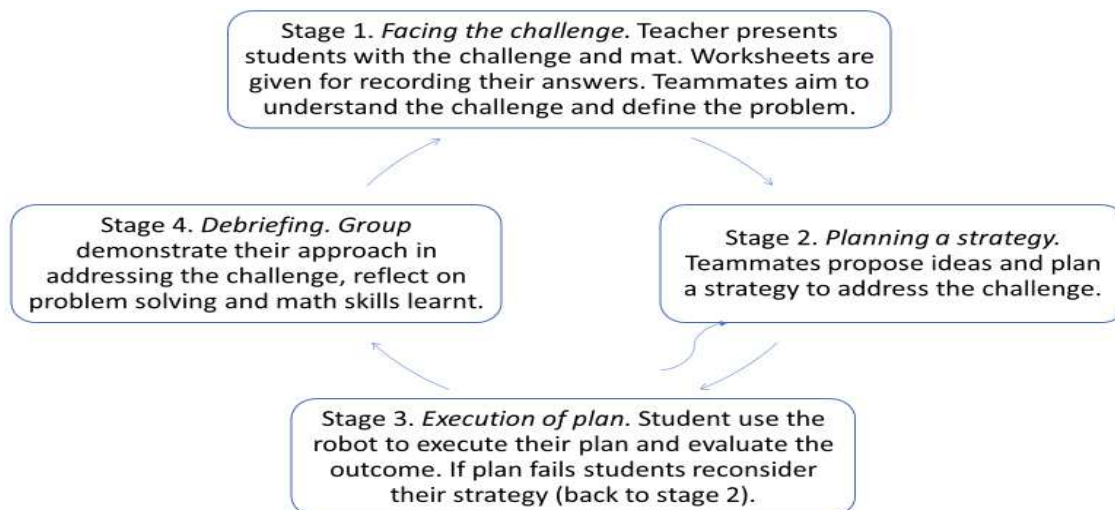 Stage 1. Facing the challenge. Teacher presents
students with the challenge and mat. Worksheets are
given for recording their answers. Teammates aim to
understand the challenge and define the problem.
Stage 2. Planning a strategy.
Teammates propose ideas and plan
a strategy to address the challenge.
Stage 3. Execution of plan. Student use the
robot to execute their plan and evaluate the
outcome. If plan fails students reconsider
their strategy (back to stage 2).
Stage 4. Debriefing. Group
demonstrate their approach in
addressing the challenge, reflect on
problem solving and math skills learnt.